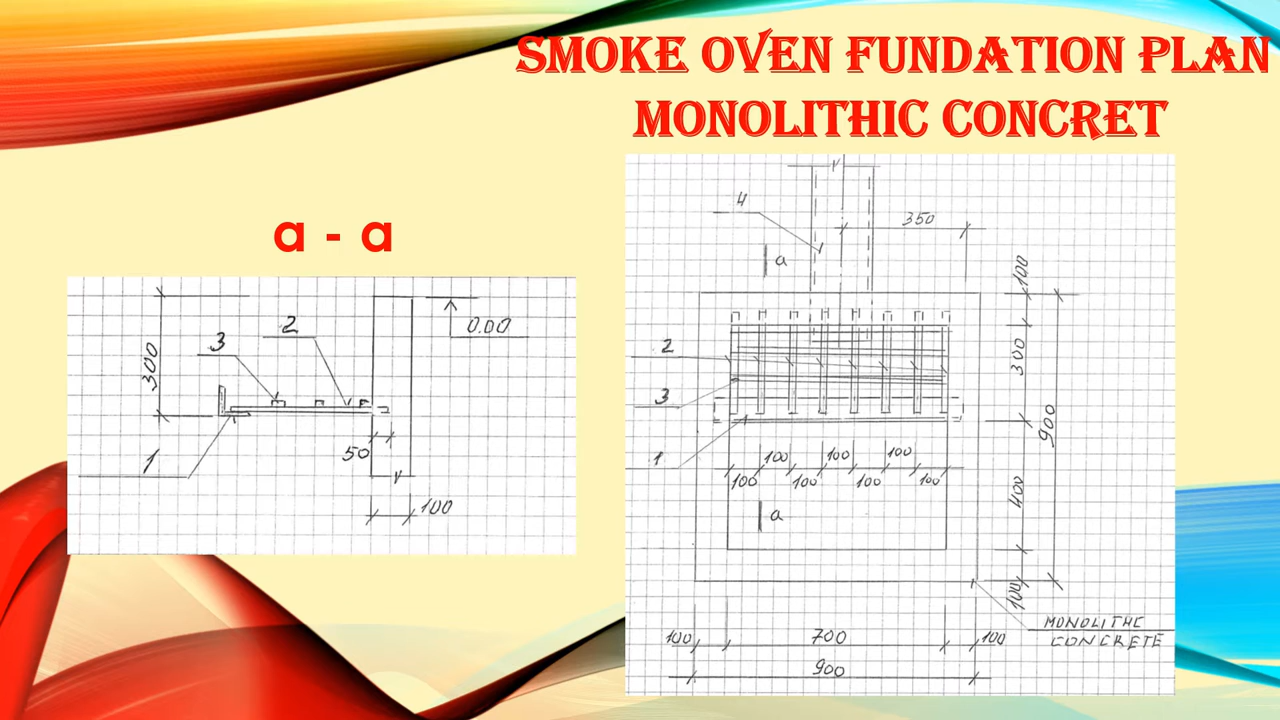 SMOKE OVEN FUNDATION PLAN
MONOLITHIC CONCRET
a - a
300
3
2
0.00
1
50
100
4
350
a
100
2
300
3
900
1
100 100 100
100 100 100 100
400
a
100
MONOLITHC
CONCRETE
100 700 100
900